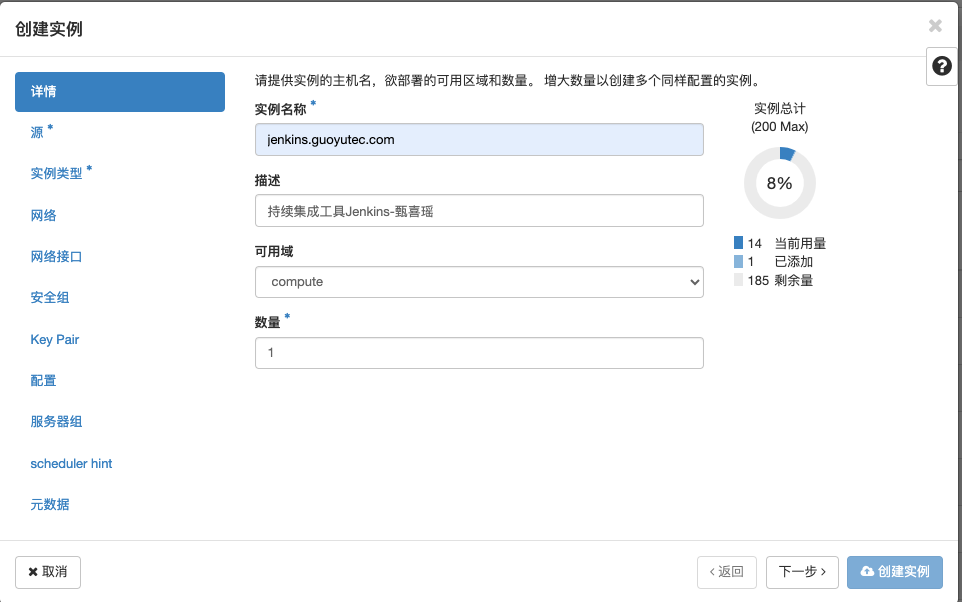 创建实例
×
详情
源 *
实例类型 *
网络
网络接口
安全组
Key Pair
配置
服务器组
scheduler hint
元数据
请提供实例的主机名，欲部署的可用区域和数量。 增大数量以创建多个同样配置的实例。
实例名称 *
jenkins.guoyutec.com
描述
持续集成工具Jenkins-甄喜瑶
可用域
compute
数量 *
1
实例总计
(200 Max)
8%
14 当前用量
1 已添加
185 剩余量
?
取消
返回
下一步
创建实例